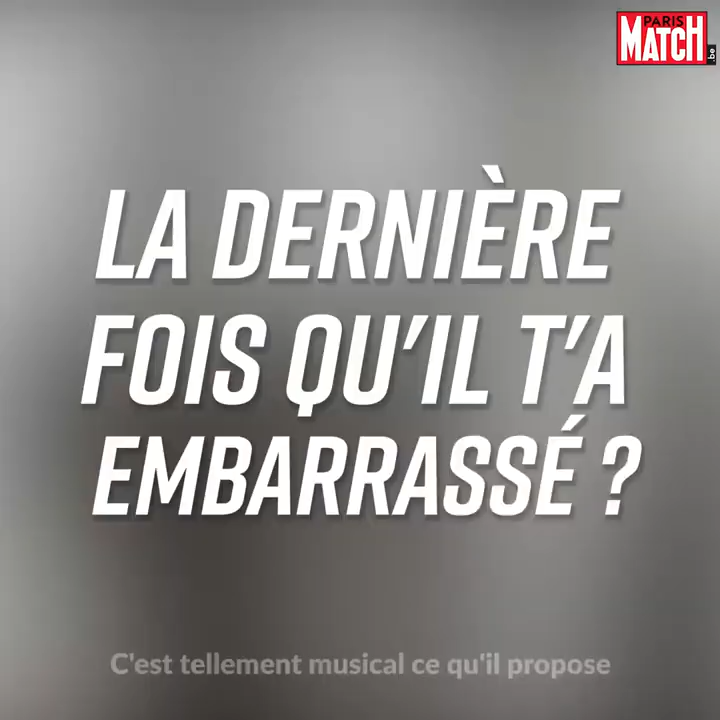 PARIS
MATCH
.be
LA DERNIÈRE
FOIS QU'IL T'A
EMBARRASSÉ ?
C'est tellement musical ce qu'il propose